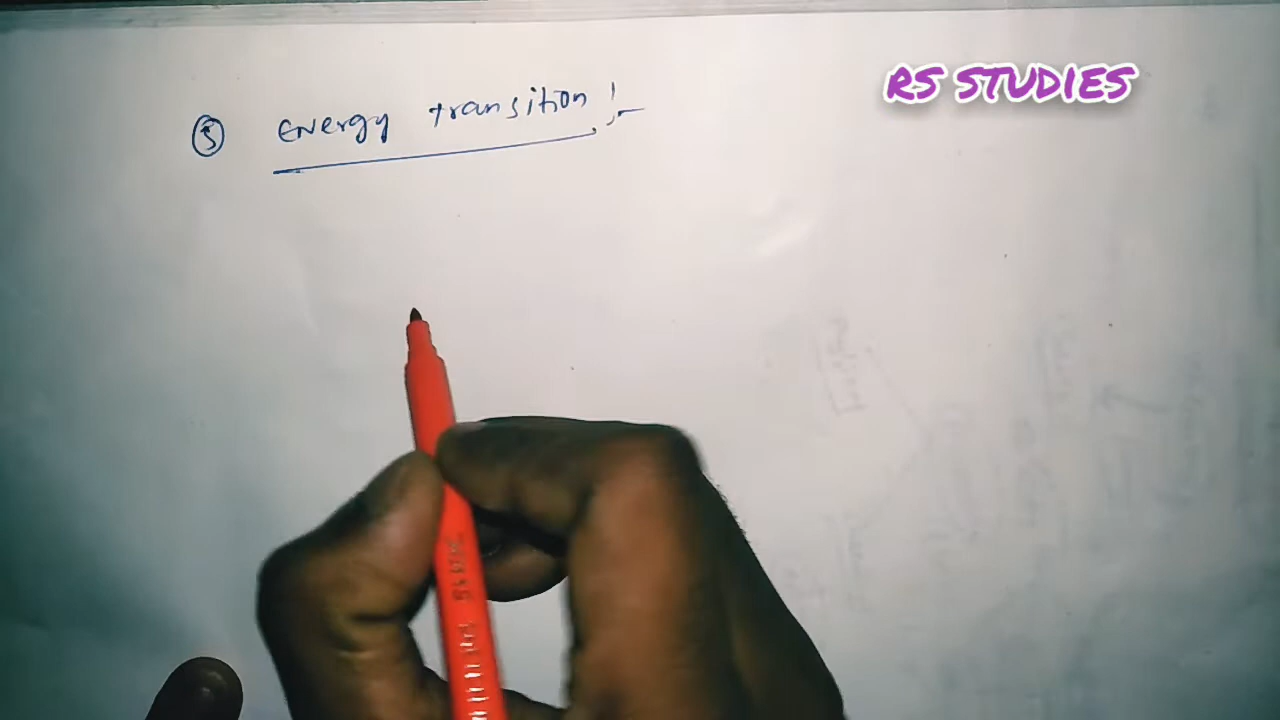 ⑤ Energy transition :-
RS STUDIES